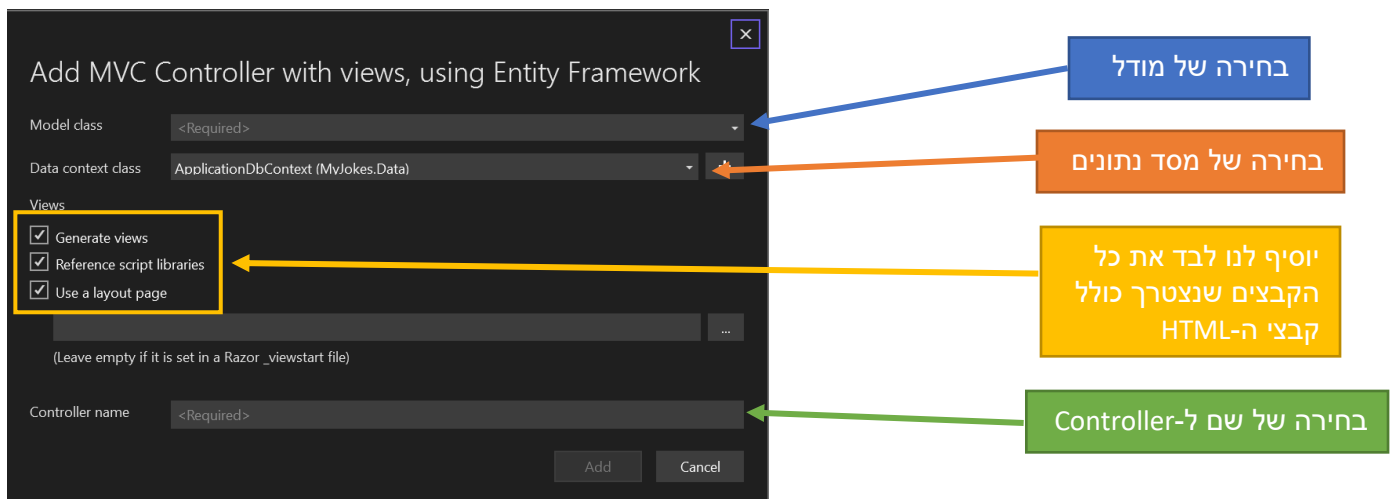 ×
Add MVC Controller with views, using Entity Framework
Model class
<Required>
Data context class
ApplicationDbContext (MyJokes.Data)
Views
Generate views
Reference script libraries
Use a layout page
...
(Leave empty if it is set in a Razor _viewstart file)
Controller name
<Required>
Add
Cancel
בחירה של מודל
בחירה של מסד נתונים
יוסיף לנו לבד את כל
הקבצים שנצטרך כולל
קבצי ה-HTML
בחירה של שם ל-Controller